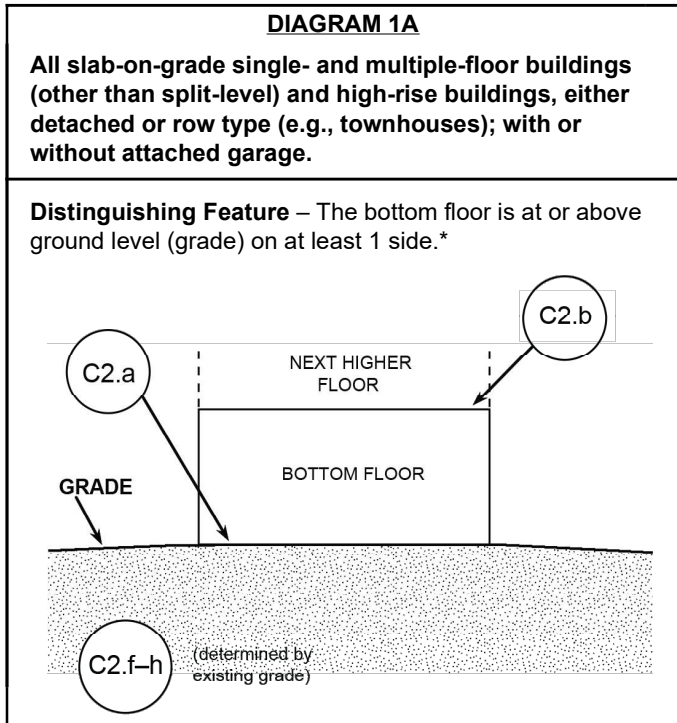 DIAGRAM 1A
All slab-on-grade single- and multiple-floor buildings
(other than split-level) and high-rise buildings, either
detached or row type (e.g., townhouses); with or
without attached garage.
Distinguishing Feature – The bottom floor is at or above
ground level (grade) on at least 1 side.*
C2.b
C2.a
NEXT HIGHER
FLOOR
BOTTOM FLOOR
GRADE
C2.f–h
(determined by
existing grade)